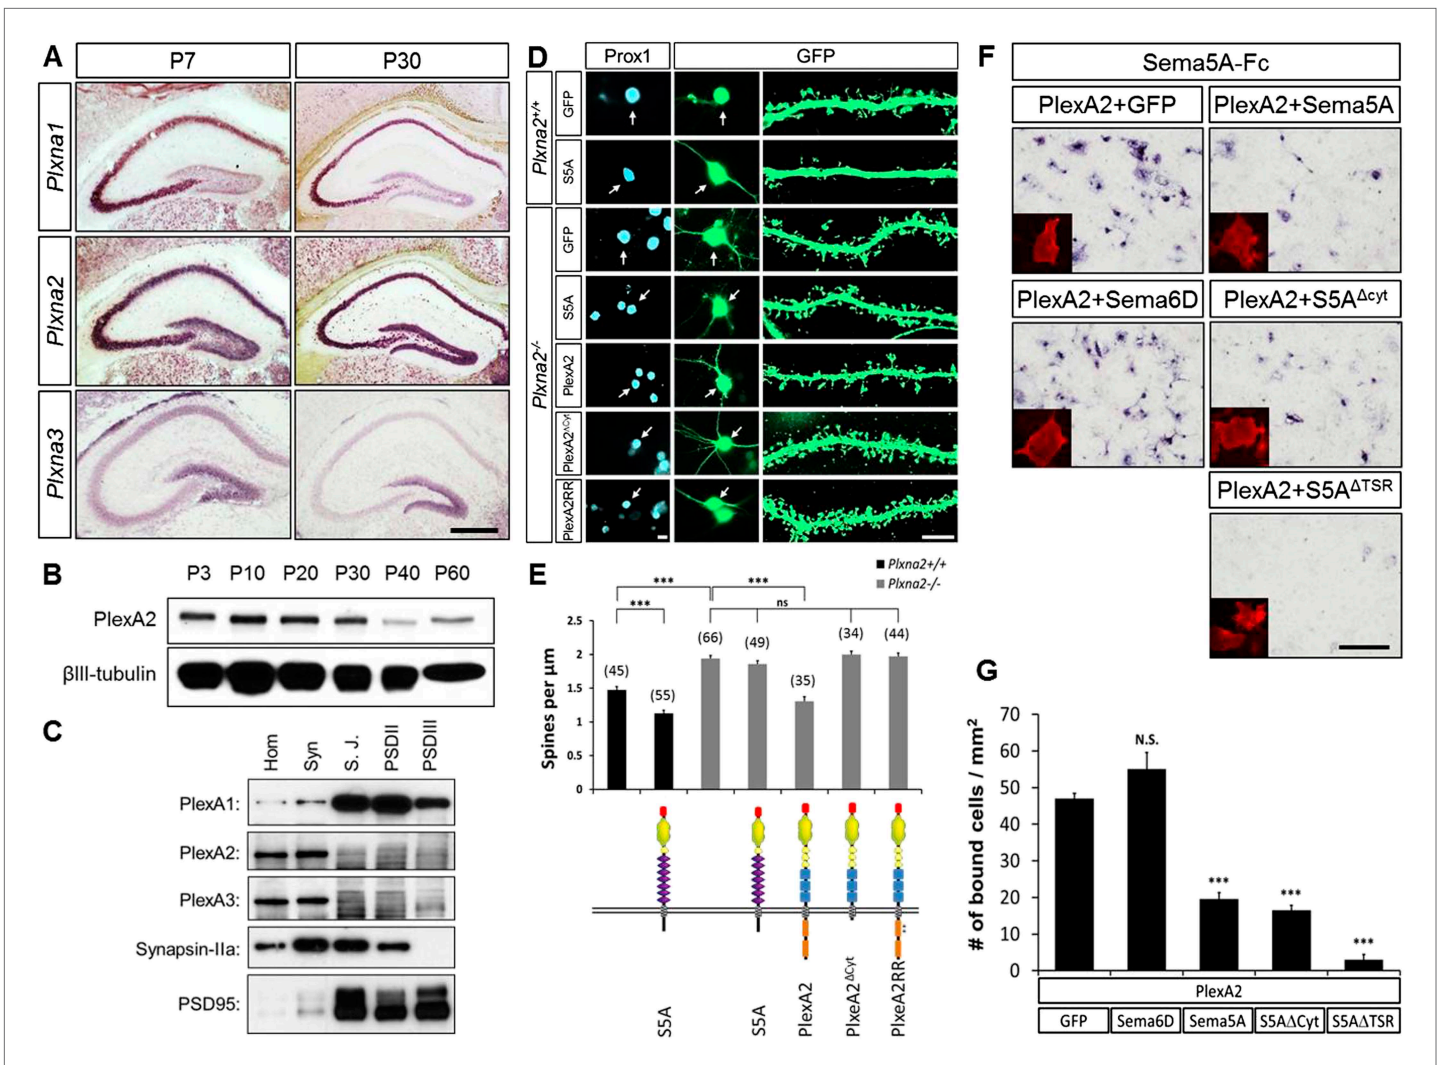 A
P7
P30
Plxna1
Plxna2
Plxna3
B
P3 P10 P20 P30 P40 P60
PlexA2
βIII-tubulin
C
Hom
Syn
S. J.
PSDII
PSDIII
PlexA1:
PlexA2:
PlexA3:
Synapsin-IIa:
PSD95:
D
Prox1
GFP
Plxna2+/+
Plxna2-/-
GFP
S5A
GFP
S5A
PlexA2
PlexA2ΔCyt
PlexA2RR
E
Plxna2+/+
Plxna2-/-
***
***
***
ns
Spines per µm
2.5
2
1.5
1
0.5
0
(45)
(55)
(66)
(49)
(35)
(34)
(44)
S5A
S5A
PlexA2
PlxeA2ΔCyt
PlxeA2RR
F
Sema5A-Fc
PlexA2+GFP
PlexA2+Sema5A
PlexA2+Sema6D
PlexA2+S5AΔcyt
PlexA2+S5AΔTSR
G
# of bound cells / mm2
70
60
50
40
30
20
10
0
N.S.
***
***
***
PlexA2
GFP
Sema6D
Sema5A
S5AΔCyt
S5AΔTSR